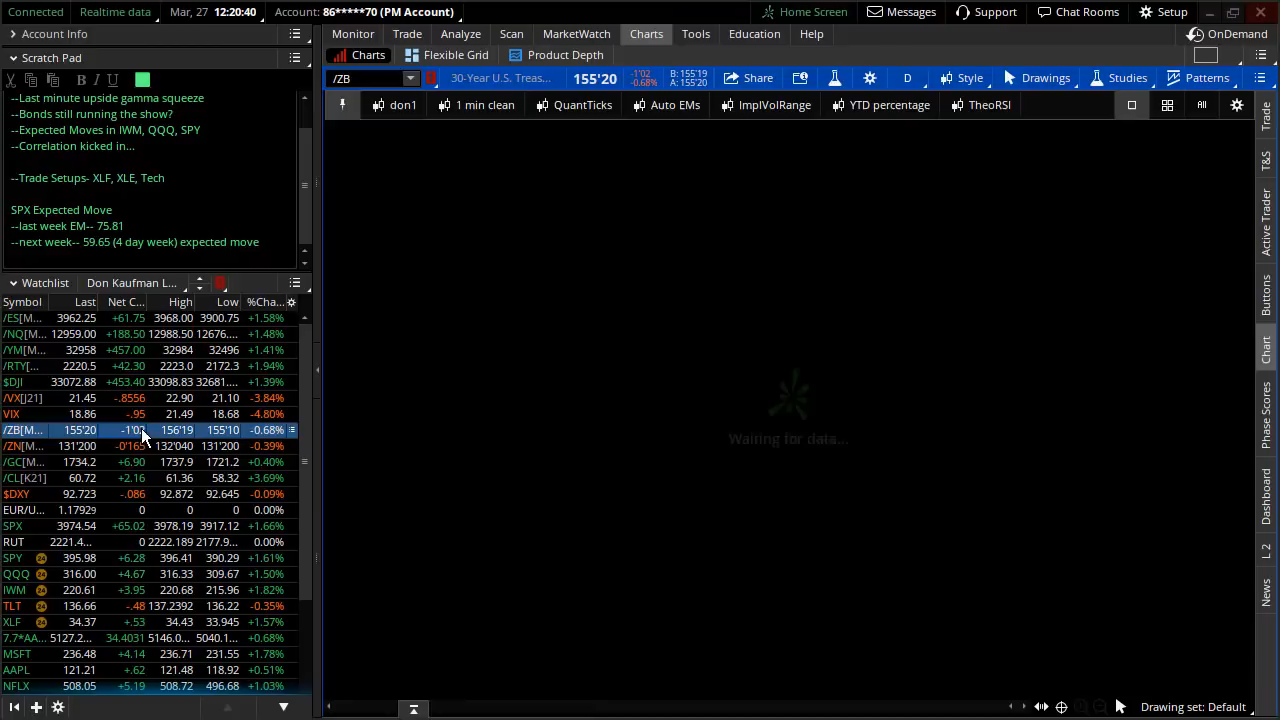 Connected Realtime data Mar, 27 12:20:40 Account: 86*****70 (PM Account) Home Screen Messages Support Chat Rooms Setup
Account Info
Monitor Trade Analyze Scan MarketWatch Charts Tools Education Help OnDemand
Scratch Pad
Charts Flexible Grid Product Depth
B I U
/ZB 30-Year U.S. Treas... 155'20 -1'02 -0.68% B: 155'19 A: 155'20 Share D Style Drawings Studies Patterns
don1 1 min clean QuantTicks Auto EMs ImplVolRange YTD percentage TheoRSI All
--Last minute upside gamma squeeze
--Bonds still running the show?
--Expected Moves in IWM, QQQ, SPY
--Correlation kicked in...
--Trade Setups- XLF, XLE, Tech
SPX Expected Move
--last week EM-- 75.81
--next week-- 59.65 (4 day week) expected move
Watchlist Don Kaufman L...
Symbol Last Net C... High Low %Cha...
/ES[M... 3962.25 +61.75 3968.00 3900.75 +1.58%
/NQ[M... 12959.00 +188.50 12988.50 12676.... +1.48%
/YM[M... 32958 +457.00 32984 32496 +1.41%
/RTY[... 2220.5 +42.30 2223.0 2172.3 +1.94%
$DJI 33072.88 +453.40 33098.83 32681.... +1.39%
/VX[J21] 21.45 -.8556 22.90 21.10 -3.84%
VIX 18.86 -.95 21.49 18.68 -4.80%
/ZB[M... 155'20 -1'02 156'19 155'10 -0.68%
/ZN[M... 131'200 -0'165 132'040 131'200 -0.39%
/GC[M... 1734.2 +6.90 1737.9 1721.2 +0.40%
/CL[K21] 60.72 +2.16 61.36 58.32 +3.69%
$DXY 92.723 -.086 92.872 92.645 -0.09%
EUR/U... 1.17929 0 0 0 0.00%
SPX 3974.54 +65.02 3978.19 3917.12 +1.66%
RUT 2221.4... 0 2222.189 2177.9... 0.00%
SPY 24 395.98 +6.28 396.41 390.29 +1.61%
QQQ 24 316.00 +4.67 316.33 309.67 +1.50%
IWM 24 220.61 +3.95 220.68 215.96 +1.82%
TLT 24 136.66 -.48 137.2392 136.22 -0.35%
XLF 24 34.37 +.53 34.43 33.945 +1.57%
7.7*AA... 5127.2... 34.4031 5146.0... 5040.1... +0.68%
MSFT 236.48 +4.14 236.71 231.55 +1.78%
AAPL 121.21 +.62 121.48 118.92 +0.51%
NFLX 508.05 +5.19 508.72 496.68 +1.03%
Waiting for data...
Trade
T&S
Active Trader
Buttons
Chart
Phase Scores
Dashboard
L 2
News
Drawing set: Default